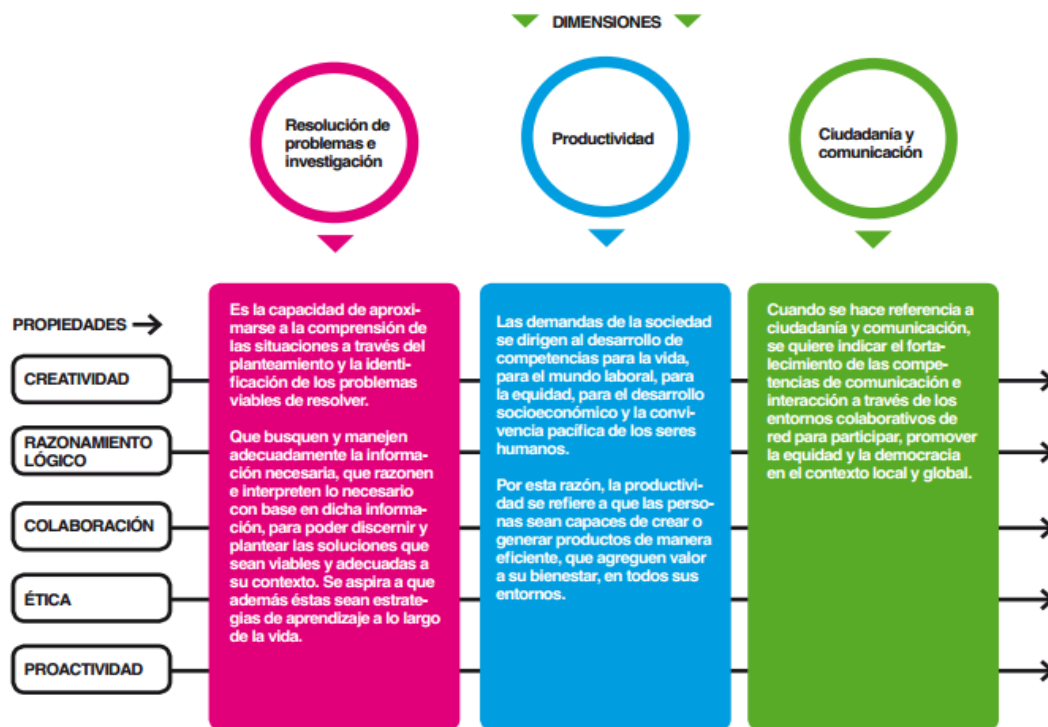 DIMENSIONES
Resolución de
problemas e
investigación
Productividad
Ciudadanía y
comunicación
PROPIEDADES
CREATIVIDAD
RAZONAMIENTO
LÓGICO
COLABORACIÓN
ÉTICA
PROACTIVIDAD
Es la capacidad de aproxi-
marse a la comprensión de
las situaciones a través del
planteamiento y la identi-
ficación de los problemas
viables de resolver.
Que busquen y manejen
adecuadamente la informa-
ción necesaria, que razonen
e interpreten lo necesario
con base en dicha informa-
ción, para poder discernir y
plantear las soluciones que
sean viables y adecuadas a
su contexto. Se aspira a que
además éstas sean estrate-
gias de aprendizaje a lo largo
de la vida.
Las demandas de la sociedad
se dirigen al desarrollo de
competencias para la vida,
para el mundo laboral, para
la equidad, para el desarrollo
socioeconómico y la convi-
vencia pacífica de los seres
humanos.
Por esta razón, la productivi-
dad se refiere a que las perso-
nas sean capaces de crear o
generar productos de manera
eficiente, que agreguen valor
a su bienestar, en todos sus
entornos.
Cuando se hace referencia a
ciudadanía y comunicación,
se quiere indicar el forta-
lecimiento de las compe-
tencias de comunicación e
interacción a través de los
entornos colaborativos de
red para participar, promover
la equidad y la democracia
en el contexto local y global.